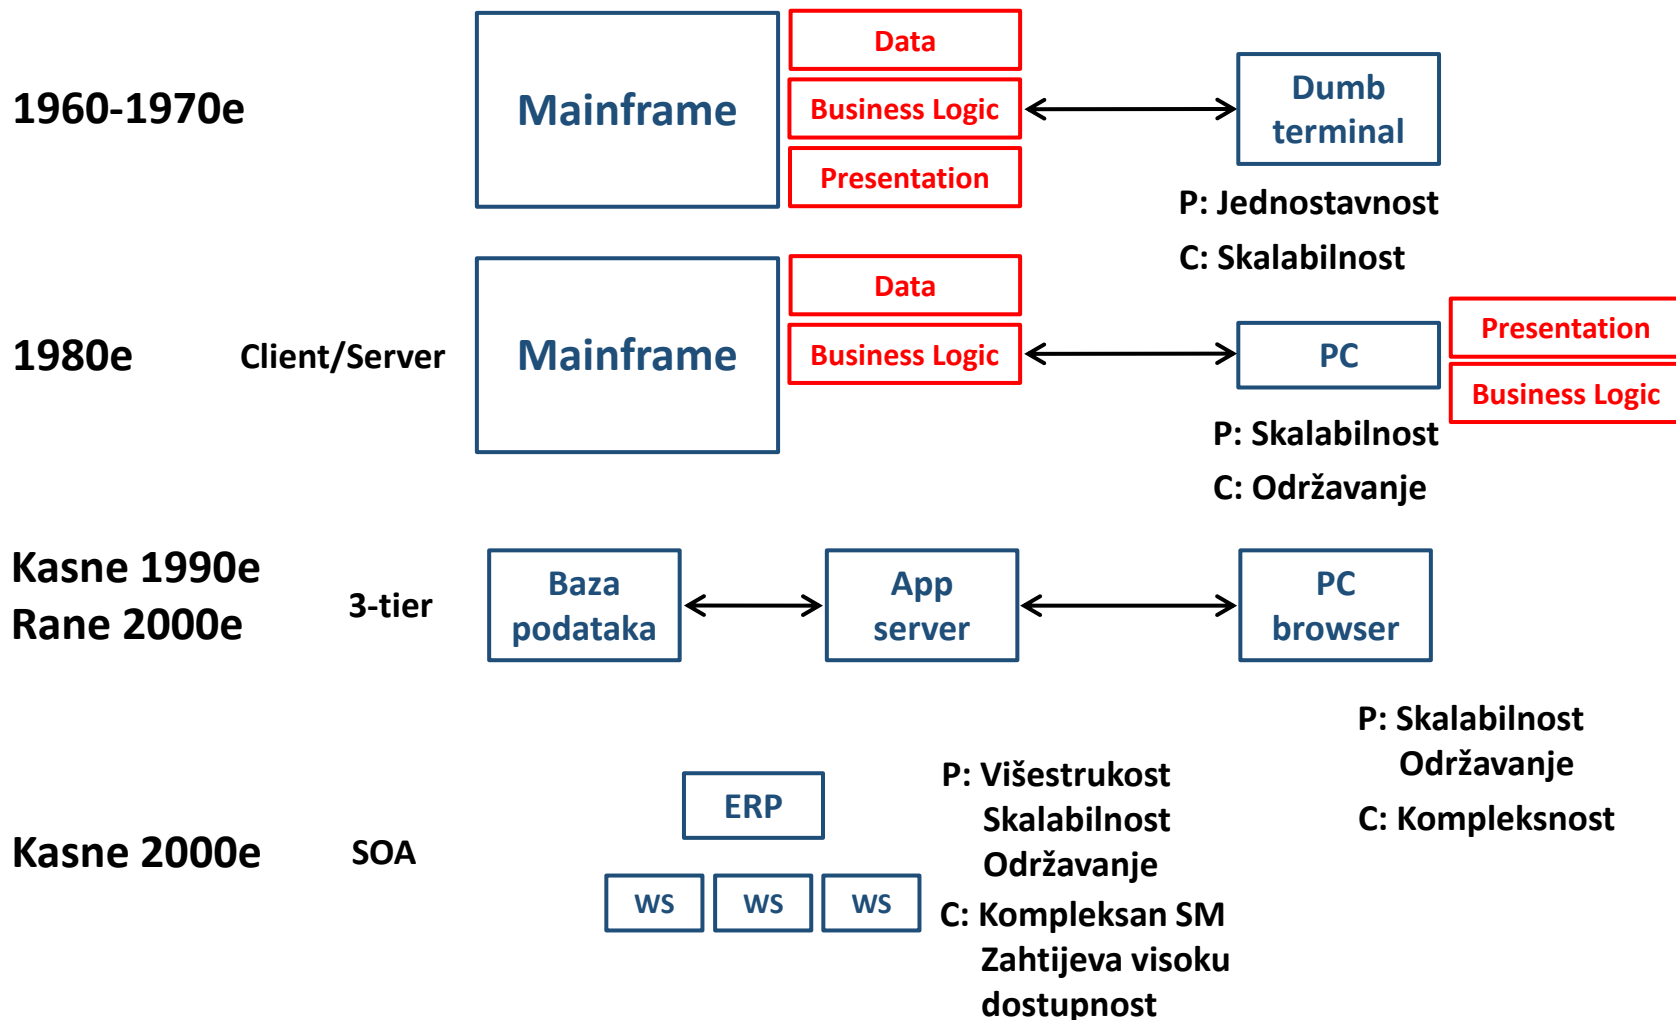 1960-1970e
Mainframe
Data
Business Logic
Presentation
Dumb
terminal
P: Jednostavnost
C: Skalabilnost
1980e
Client/Server
Mainframe
Data
Business Logic
PC
Presentation
Business Logic
P: Skalabilnost
C: Održavanje
Kasne 1990e
Rane 2000e
3-tier
Baza
podataka
App
server
PC
browser
P: Skalabilnost
Održavanje
C: Kompleksnost
Kasne 2000e
SOA
ERP
WS
WS
WS
P: Višestrukost
Skalabilnost
Održavanje
C: Kompleksan SM
Zahtijeva visoku
dostupnost